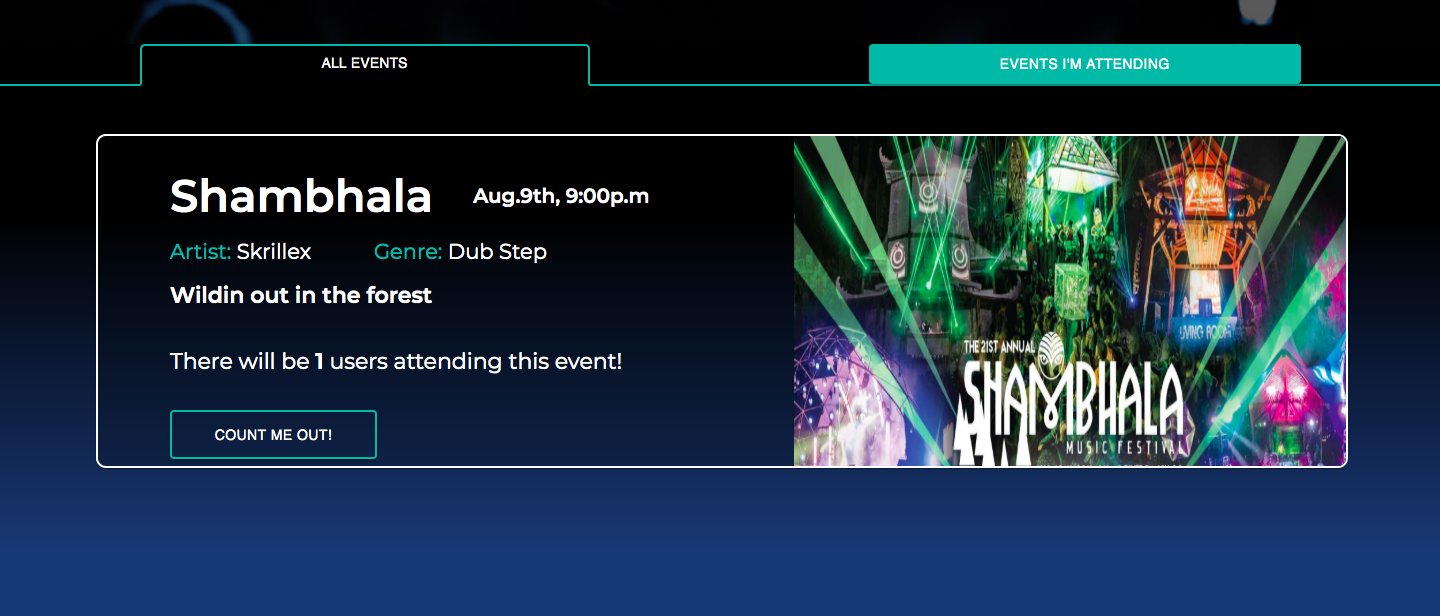 ALL EVENTS
EVENTS I'M ATTENDING
Shambhala
Aug.9th, 9:00p.m
Artist: Skrillex
Genre: Dub Step
Wildin out in the forest
There will be 1 users attending this event!
COUNT ME OUT!
LIVING ROOM
THE 21ST ANNUAL
SHAMBHALA
MUSIC FESTIVAL